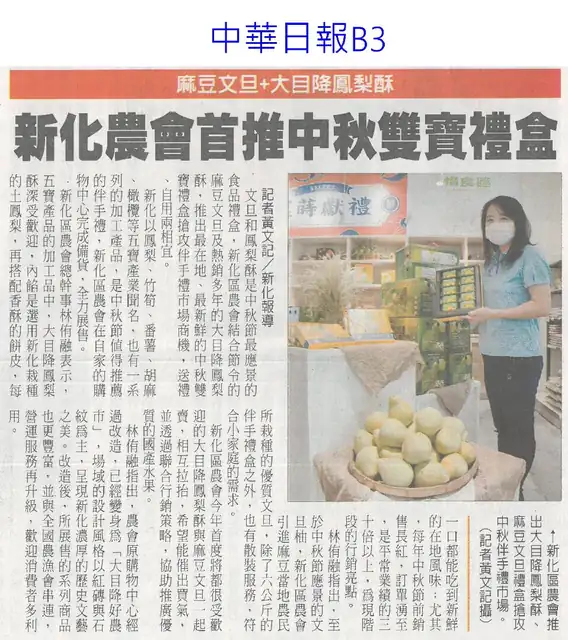 中華日報B3
麻豆文旦+大目降鳳梨酥
新化農會首推中秋雙寶禮盒
記者黃文記／新化報導
文旦和鳳梨酥是中秋節最應景的
食品禮盒，新化區農會結合節令的
麻豆文旦及熱銷多年的大目降鳳梨
酥，推出最在地、最新鮮的中秋雙
寶禮盒搶攻伴手禮市場商機，送禮
、自用兩相宜。
新化以鳳梨、竹筍、番薯、胡麻
、橄欖等五寶產業聞名，也有一系
列的加工產品，是中秋節值得推薦
的伴手禮，新化區農會在自家的購
物中心完成備貨，全力展售。
新化區農會總幹事林侑融表示，
五寶產品的加工品中，大目降鳳梨
酥深受歡迎，內餡是選用新化栽種
的土鳳梨，再搭配香酥的餅皮，每
一口都能吃到新鮮
的在地風味；尤其
，每年中秋節前銷
售長紅，訂單湧至
，是平常業績的三
十倍以上，為現階
段的行銷亮點。
林侑融指出，至
於中秋節應景的文
旦柚，新化區農會
引進麻豆當地農民
所栽種的優質文旦，除了六公斤的
伴手禮盒之外，也有散裝服務，符
合小家庭的需求。
新化區農會今年首度將都很受歡
迎的大目降鳳梨酥與麻豆文旦一起
賣，相互拉抬，希望能催出買氣，
並透過聯合行銷策略，協助推廣優
質的國產水果。
林侑融指出，農會原購物中心經
過改造，已經變身為「大目降好農
市」，場域的設計風格以紅磚與石
紋為主，呈現新化濃厚的歷史文藝
之美。改造後，所展售的系列商品
也更豐富，並與全國農漁會串連，
營運服務再升級，歡迎消費者多利
用。
↑新化區農會推
出大目降鳳梨酥、
麻豆文旦禮盒搶攻
中秋伴手禮市場。
（記者黃文記攝）
蒔獻禮